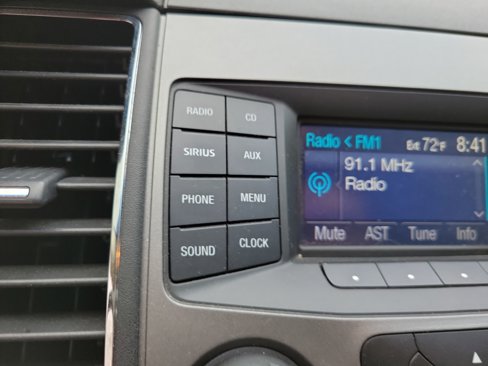 RADIO CD
SIRIUS AUX
PHONE MENU
SOUND CLOCK
Radio < FM1 Ext 72°F 8:41
91.1 MHz
Radio
Mute AST Tune Info